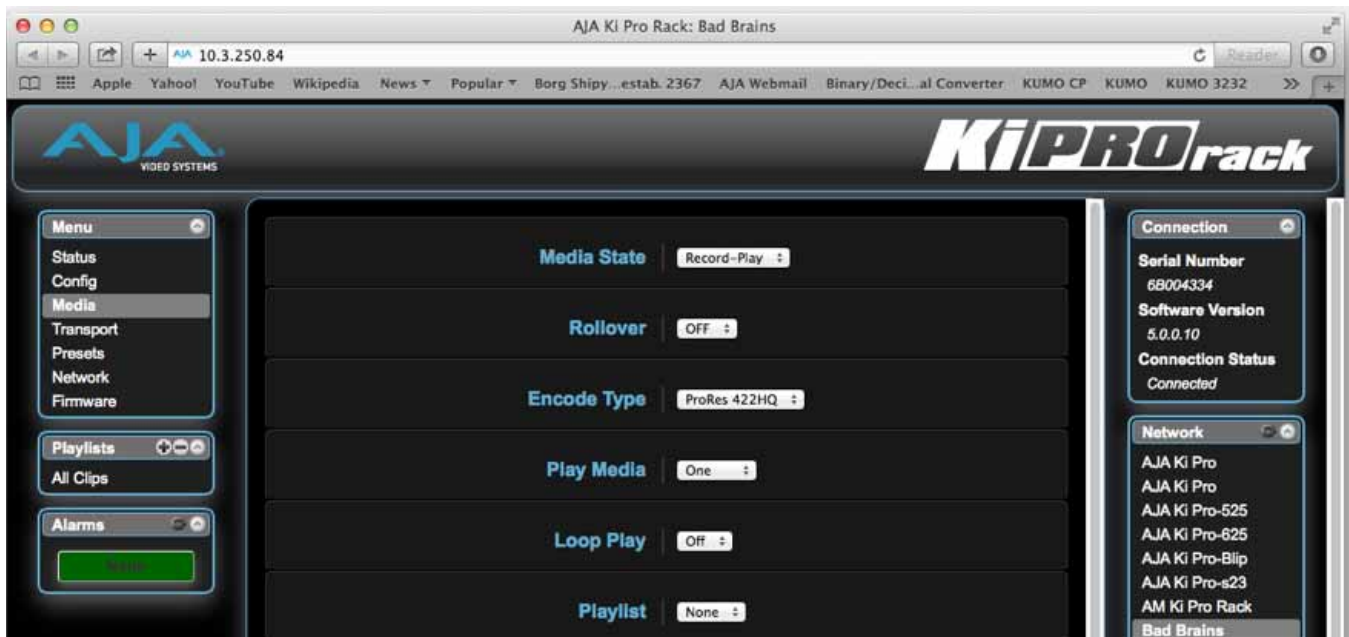 AJA Ki Pro Rack: Bad Brains
AJA 10.3.250.84
Reader
Apple Yahoo! YouTube Wikipedia News Popular Borg Shipy...estab. 2367 AJA Webmail Binary/Deci...al Converter KUMO CP KUMO KUMO 3232
AJA
VIDEO SYSTEMS
Ki PRO rack
Menu
Status
Config
Media
Transport
Presets
Network
Firmware
Playlists
All Clips
Alarms
Media State Record-Play
Rollover OFF
Encode Type ProRes 422HQ
Play Media One
Loop Play Off
Playlist None
Connection
Serial Number
6B004334
Software Version
5.0.0.10
Connection Status
Connected
Network
AJA Ki Pro
AJA Ki Pro
AJA Ki Pro-525
AJA Ki Pro-625
AJA Ki Pro-Blip
AJA Ki Pro-s23
AM Ki Pro Rack
Bad Brains